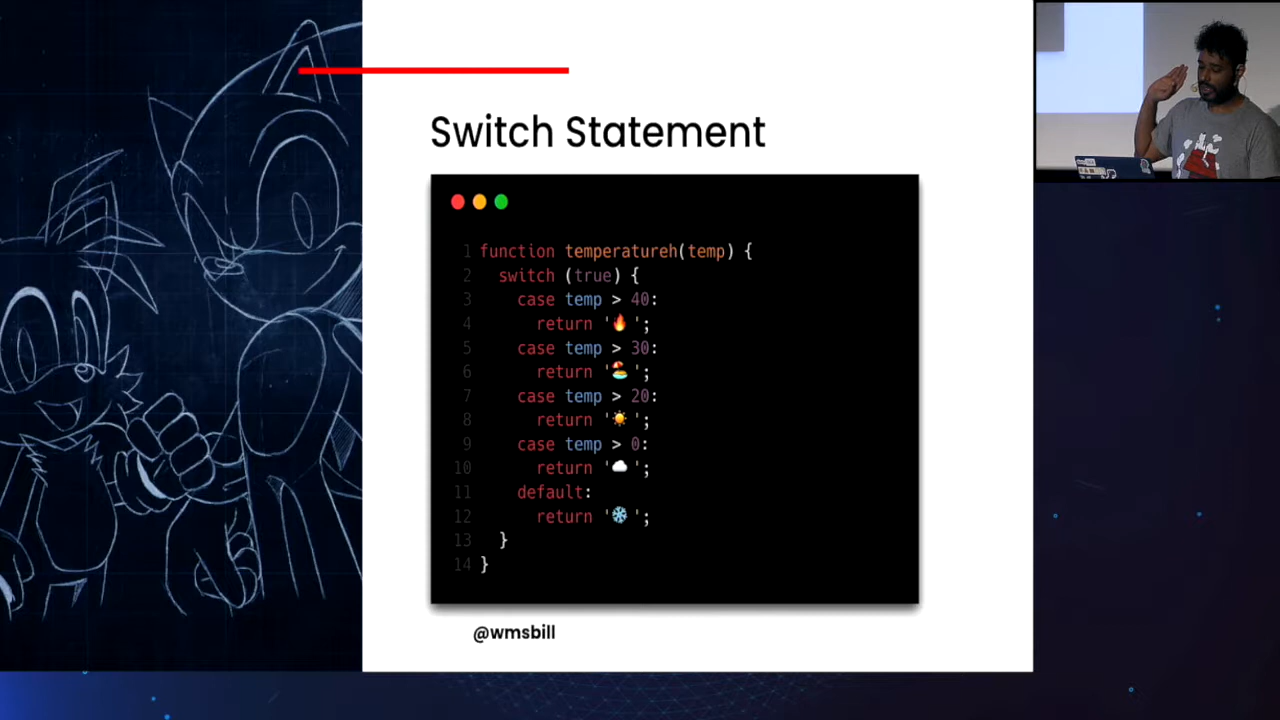 Switch Statement
1 function temperatureh(temp) {
2   switch (true) {
3     case temp > 40:
4       return '🔥';
5     case temp > 30:
6       return '🏖️';
7     case temp > 20:
8       return '☀️';
9     case temp > 0:
10       return '☁️';
11     default:
12       return '❄️';
13   }
14 }
@wmsbill